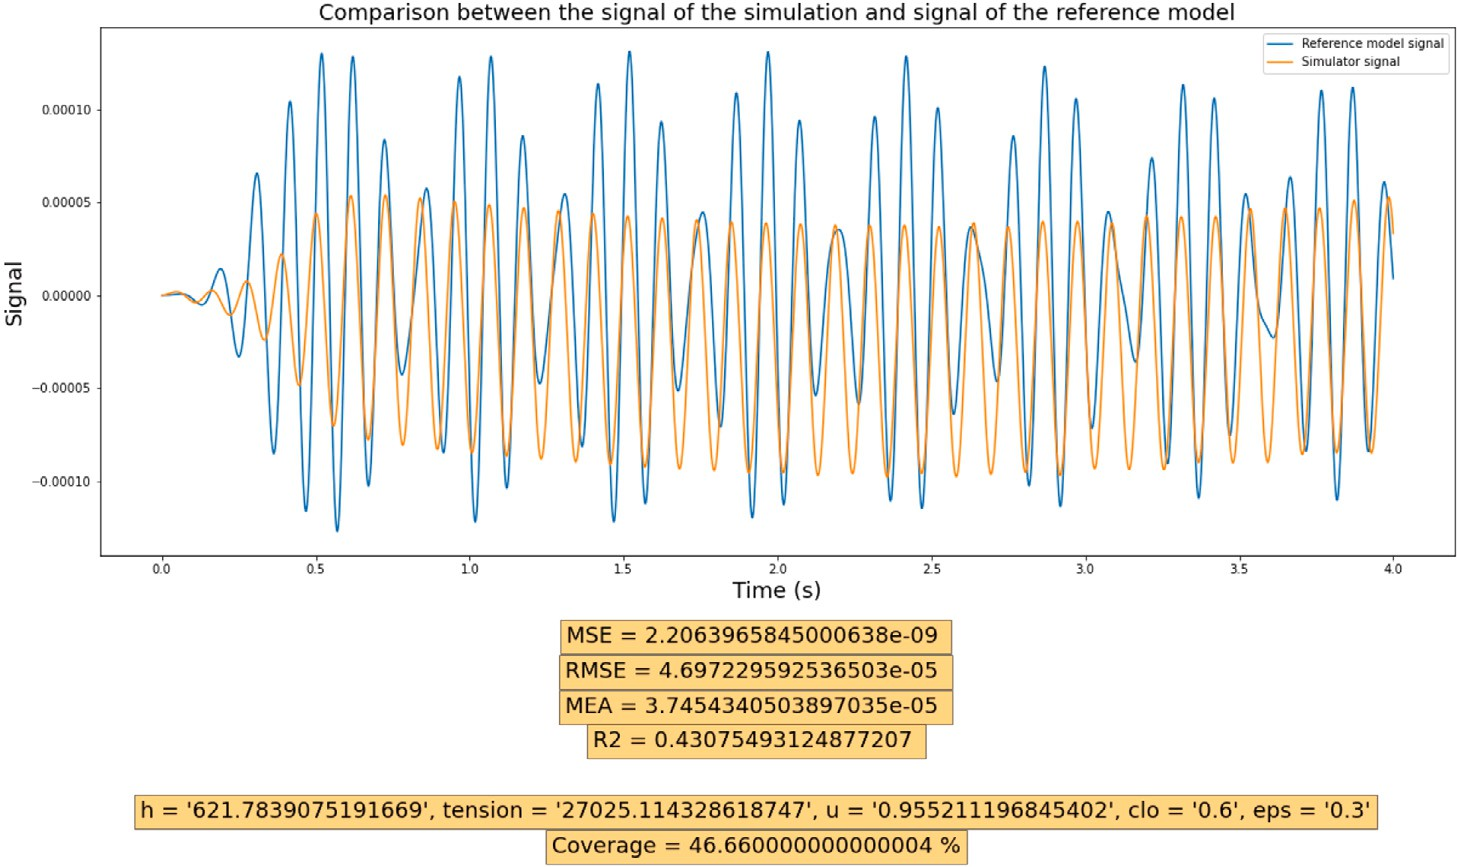 Comparison between the signal of the simulation and signal of the reference model
Reference model signal
Simulator signal
0.00010
0.00005
0.00000
−0.00005
−0.00010
Signal
0.0 0.5 1.0 1.5 2.0 2.5 3.0 3.5 4.0
Time (s)
MSE = 2.2063965845000638e-09
RMSE = 4.697229592536503e-05
MEA = 3.7454340503897035e-05
R2 = 0.43075493124877207
h = '621.7839075191669', tension = '27025.114328618747', u = '0.955211196845402', clo = '0.6', eps = '0.3'
Coverage = 46.660000000000004 %